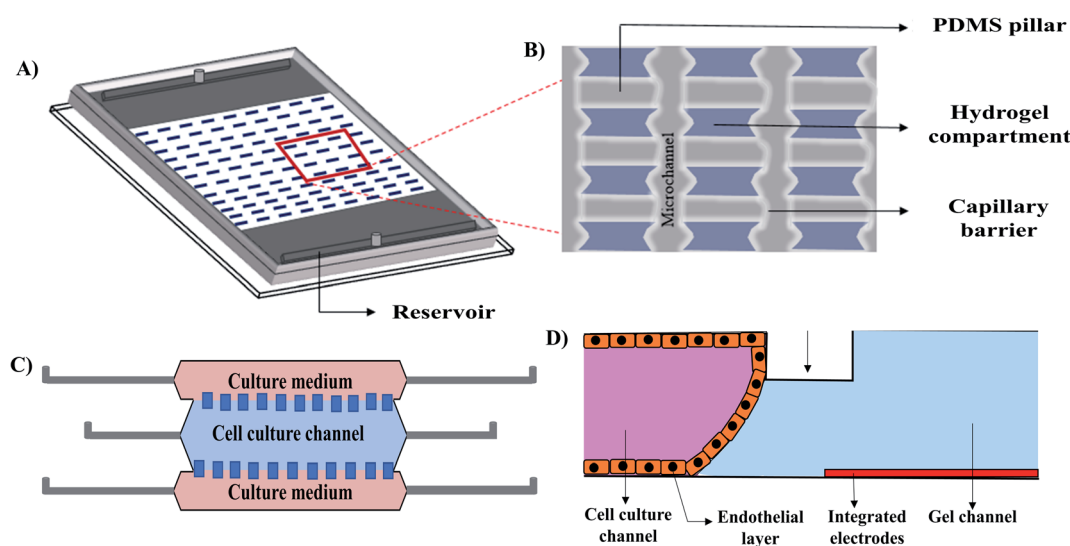 A)
Reservoir
B)
Microchannel
PDMS pillar
Hydrogel
compartment
Capillary
barrier
C)
Culture medium
Cell culture channel
Culture medium
D)
Cell culture
channel
Endothelial
layer
Integrated
electrodes
Gel channel